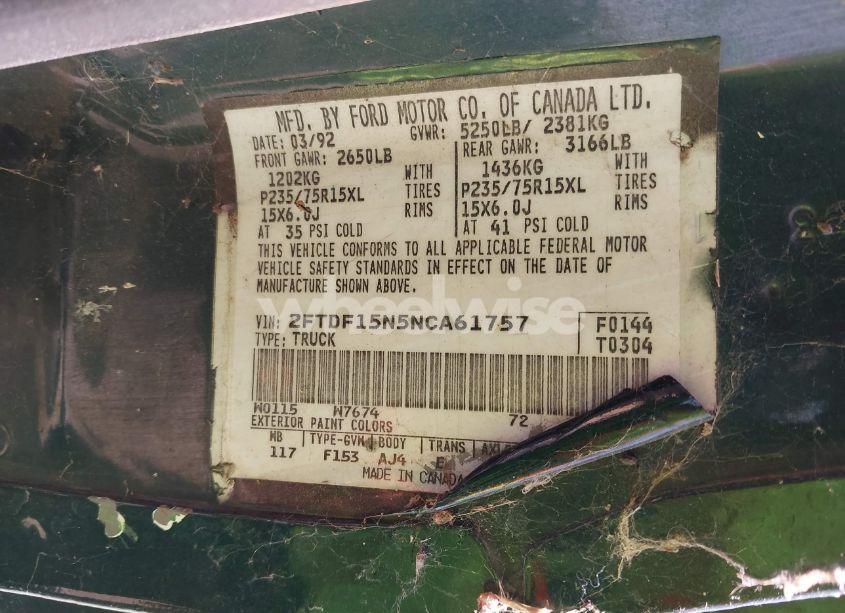 MFD. BY FORD MOTOR CO. OF CANADA LTD.
DATE: 03/92 GVWR: 5250LB/ 2381KG
FRONT GAWR: 2650LB REAR GAWR: 3166LB
1202KG WITH 1436KG WITH
P235/75R15XL TIRES P235/75R15XL TIRES
15X6.0J RIMS 15X6.0J RIMS
AT 35 PSI COLD AT 41 PSI COLD
THIS VEHICLE CONFORMS TO ALL APPLICABLE FEDERAL MOTOR
VEHICLE SAFETY STANDARDS IN EFFECT ON THE DATE OF
MANUFACTURE SHOWN ABOVE.
wheelwise
VIN: 2FTDF15N5NCA61757 F0144
TYPE: TRUCK T0304
W0115 W7674 72
EXTERIOR PAINT COLORS
WB TYPE-GVW BODY TRANS
117 F153 AJ4 E
MADE IN CANADA